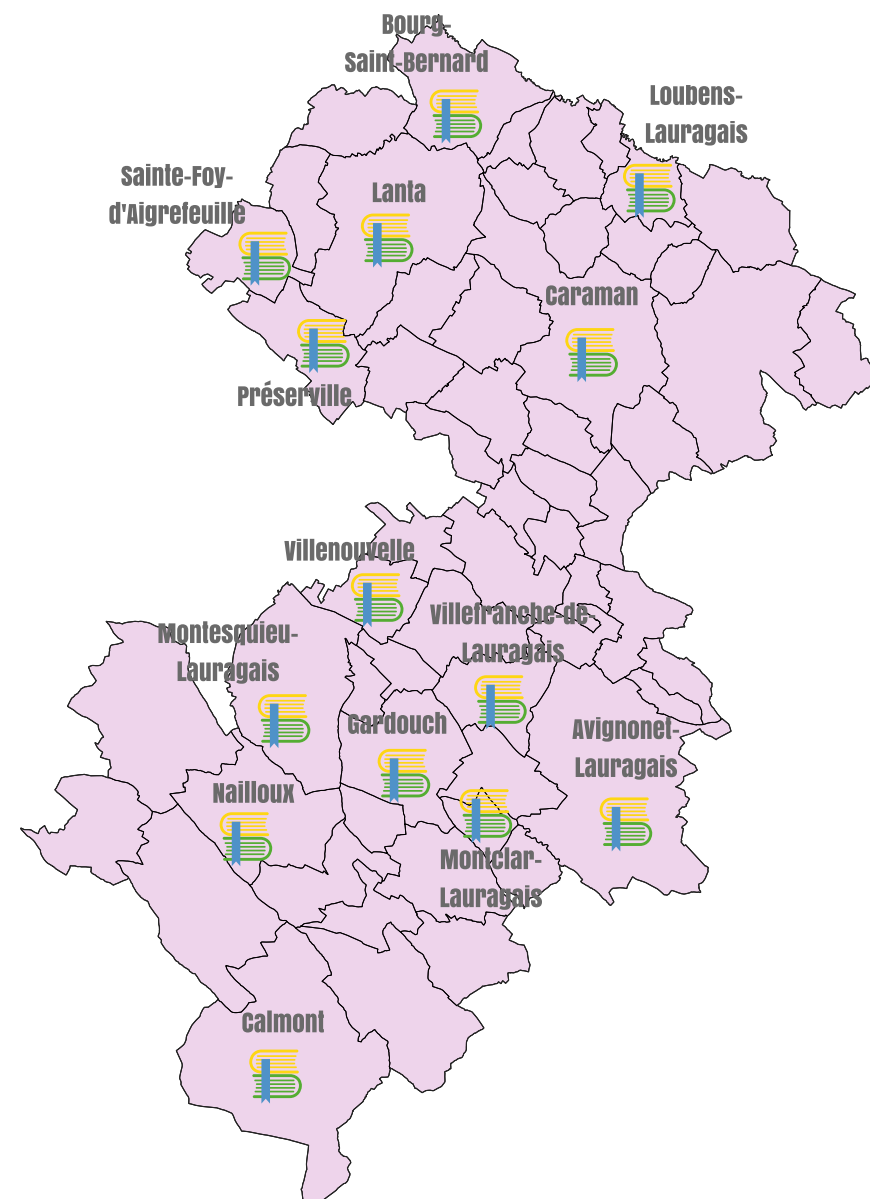 Bourg-
Saint-Bernard
Loubens-
Lauragais
Sainte-Foy-
d'Aigrefeuille
Lanta
Caraman
Préserville
Villenouvelle
Villefranche-de-
Lauragais
Montesquieu-
Lauragais
Gardouch
Avignonet-
Lauragais
Nailloux
Montclar-
Lauragais
Calmont